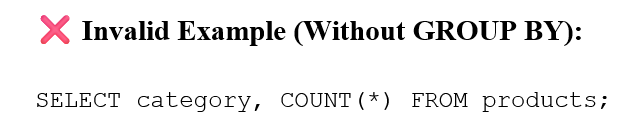 ❌ Invalid Example (Without GROUP BY):
SELECT category, COUNT(*) FROM products;